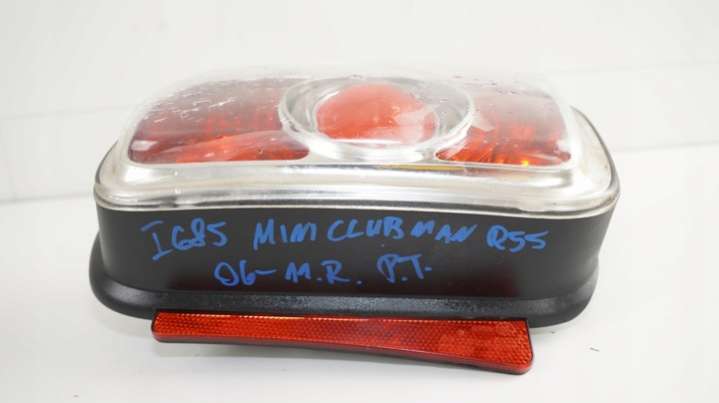 I685 MINI CLUBMAN R55
06- M.R. P.T.